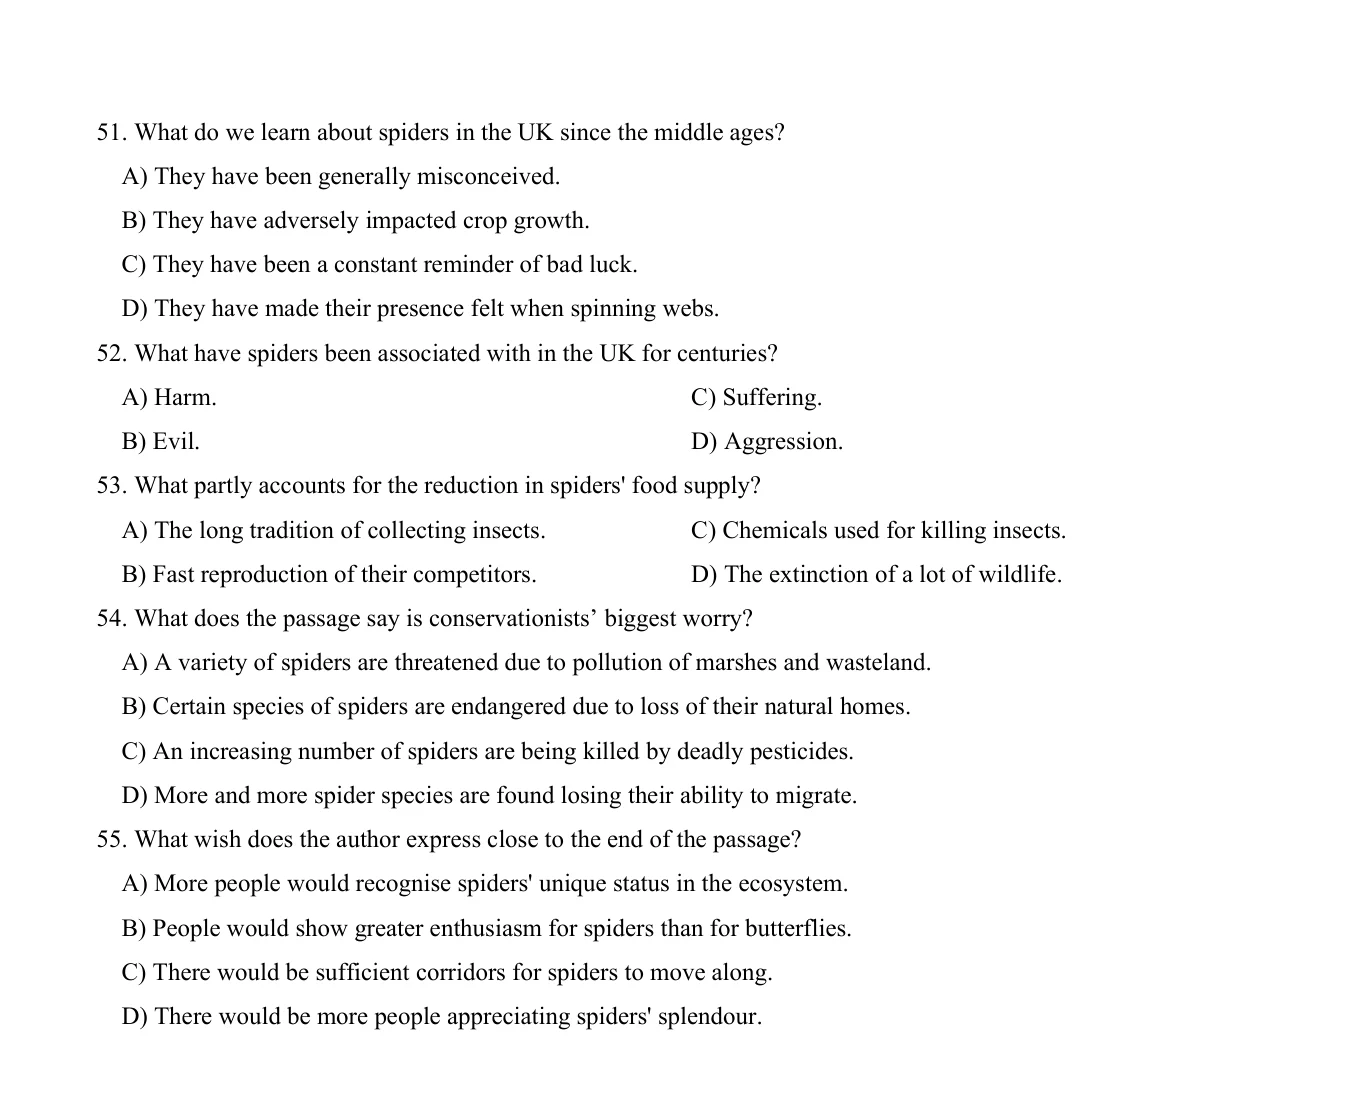 51. What do we learn about spiders in the UK since the middle ages?
A) They have been generally misconceived.
B) They have adversely impacted crop growth.
C) They have been a constant reminder of bad luck.
D) They have made their presence felt when spinning webs.
52. What have spiders been associated with in the UK for centuries?
A) Harm. C) Suffering.
B) Evil. D) Aggression.
53. What partly accounts for the reduction in spiders' food supply?
A) The long tradition of collecting insects. C) Chemicals used for killing insects.
B) Fast reproduction of their competitors. D) The extinction of a lot of wildlife.
54. What does the passage say is conservationists’ biggest worry?
A) A variety of spiders are threatened due to pollution of marshes and wasteland.
B) Certain species of spiders are endangered due to loss of their natural homes.
C) An increasing number of spiders are being killed by deadly pesticides.
D) More and more spider species are found losing their ability to migrate.
55. What wish does the author express close to the end of the passage?
A) More people would recognise spiders' unique status in the ecosystem.
B) People would show greater enthusiasm for spiders than for butterflies.
C) There would be sufficient corridors for spiders to move along.
D) There would be more people appreciating spiders' splendour.